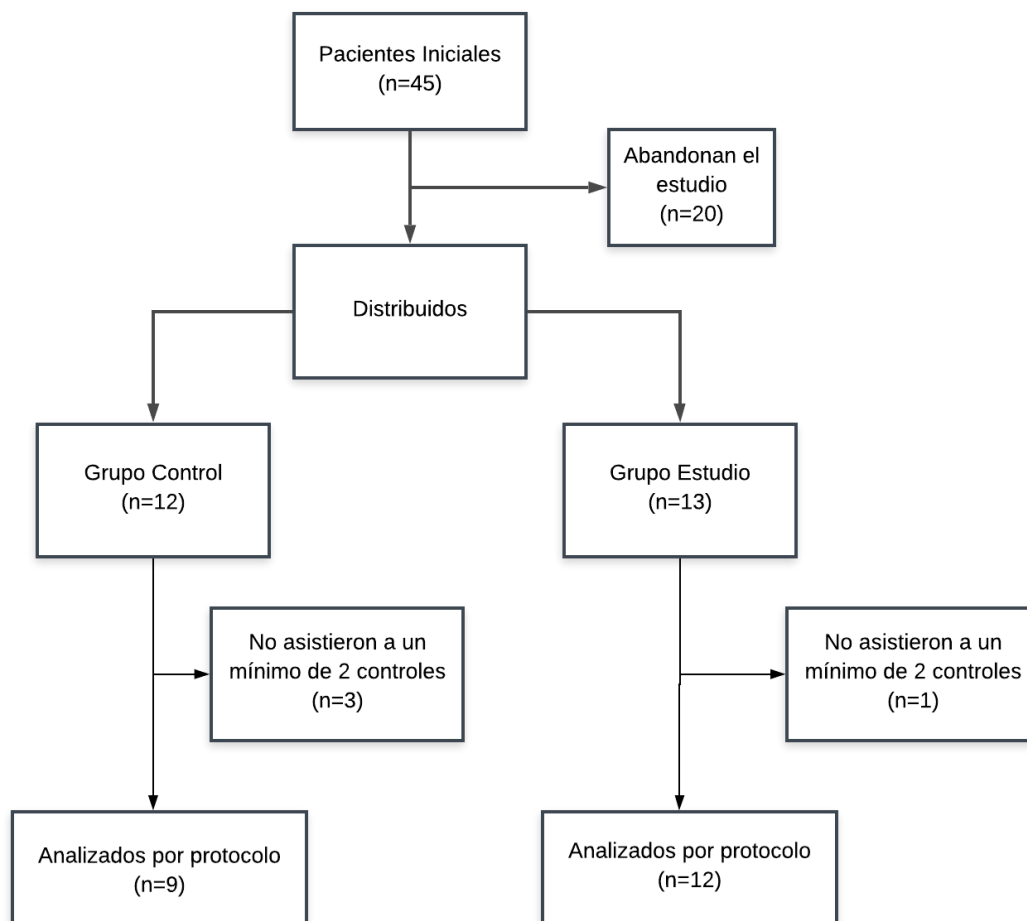 Pacientes Iniciales
(n=45)
Abandonan el
estudio
(n=20)
Distribuidos
Grupo Control
(n=12)
Grupo Estudio
(n=13)
No asistieron a un
mínimo de 2 controles
(n=3)
No asistieron a un
mínimo de 2 controles
(n=1)
Analizados por protocolo
(n=9)
Analizados por protocolo
(n=12)